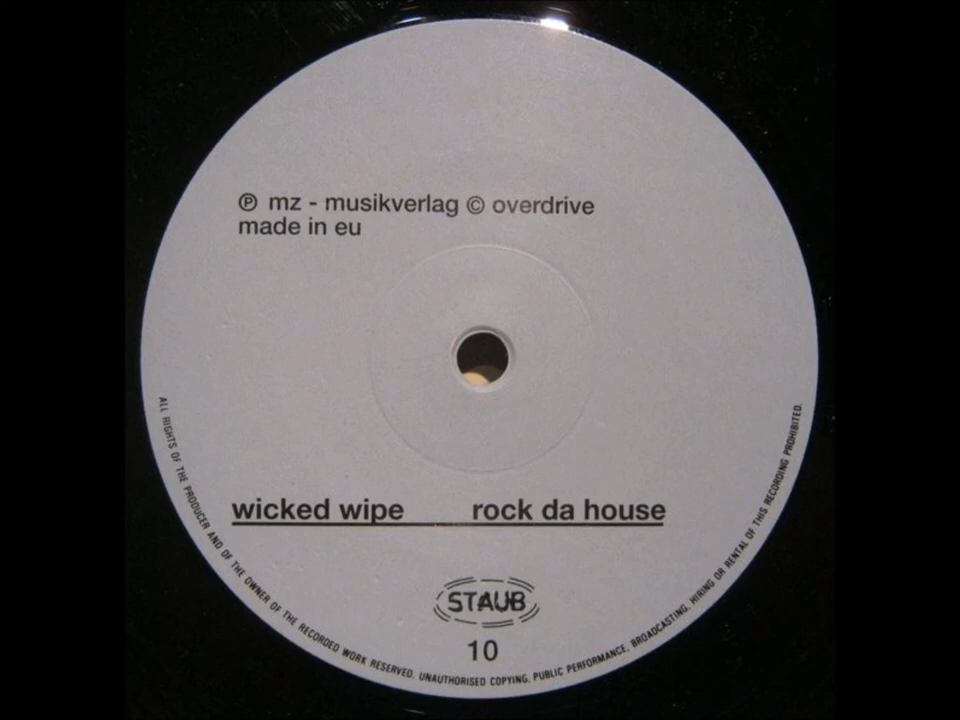 ℗ mz - musikverlag © overdrive
made in eu
wicked wipe rock da house
STAUB
10
ALL RIGHTS OF THE PRODUCER AND OF THE OWNER OF THE RECORDED WORK RESERVED. UNAUTHORISED COPYING, PUBLIC PERFORMANCE, BROADCASTING, HIRING OR RENTAL OF THIS RECORDING PROHIBITED.